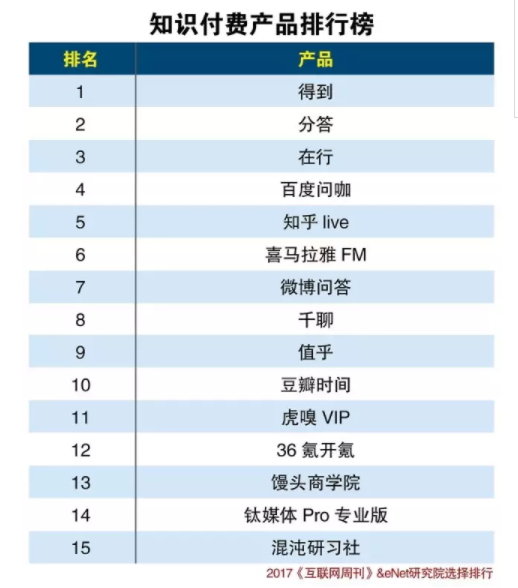 知识付费产品排行榜
排名 产品
1 得到
2 分答
3 在行
4 百度问咖
5 知乎 live
6 喜马拉雅 FM
7 微博问答
8 千聊
9 值乎
10 豆瓣时间
11 虎嗅 VIP
12 36 氪开氪
13 馒头商学院
14 钛媒体 Pro 专业版
15 混沌研习社
2017《互联网周刊》&eNet研究院选择排行